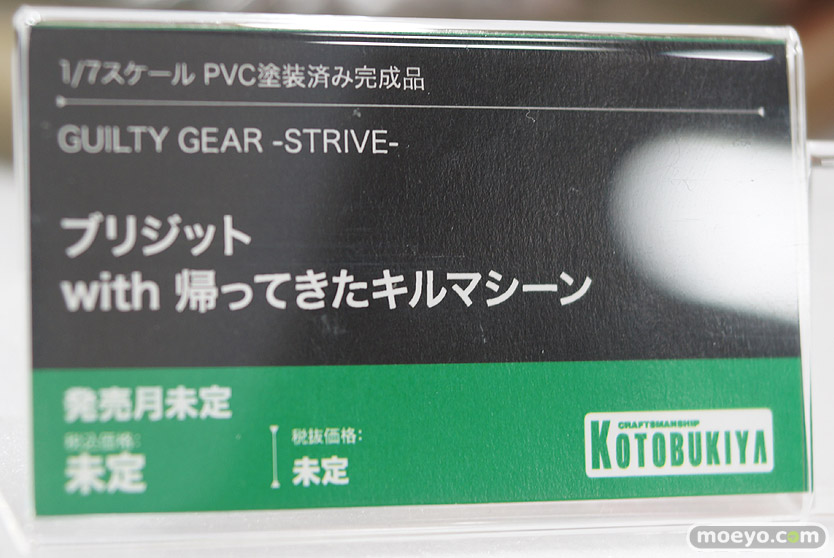 1/7スケール PVC塗装済み完成品
GUILTY GEAR -STRIVE-
ブリジット
with 帰ってきたキルマシーン
発売月未定
税込価格:
未定
税抜価格:
未定
CRAFTSMANSHIP
KOTOBUKIYA
moeyo.com